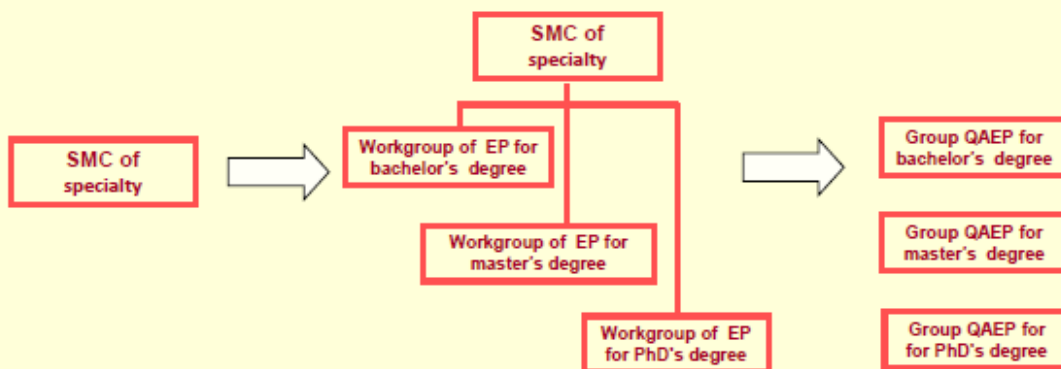 SMC of
specialty
SMC of
specialty
Workgroup of EP for
bachelor's degree
Workgroup of EP for
master's degree
Workgroup of EP
for PhD's degree
Group QAEP for
bachelor's degree
Group QAEP for
master's degree
Group QAEP for
for PhD's degree